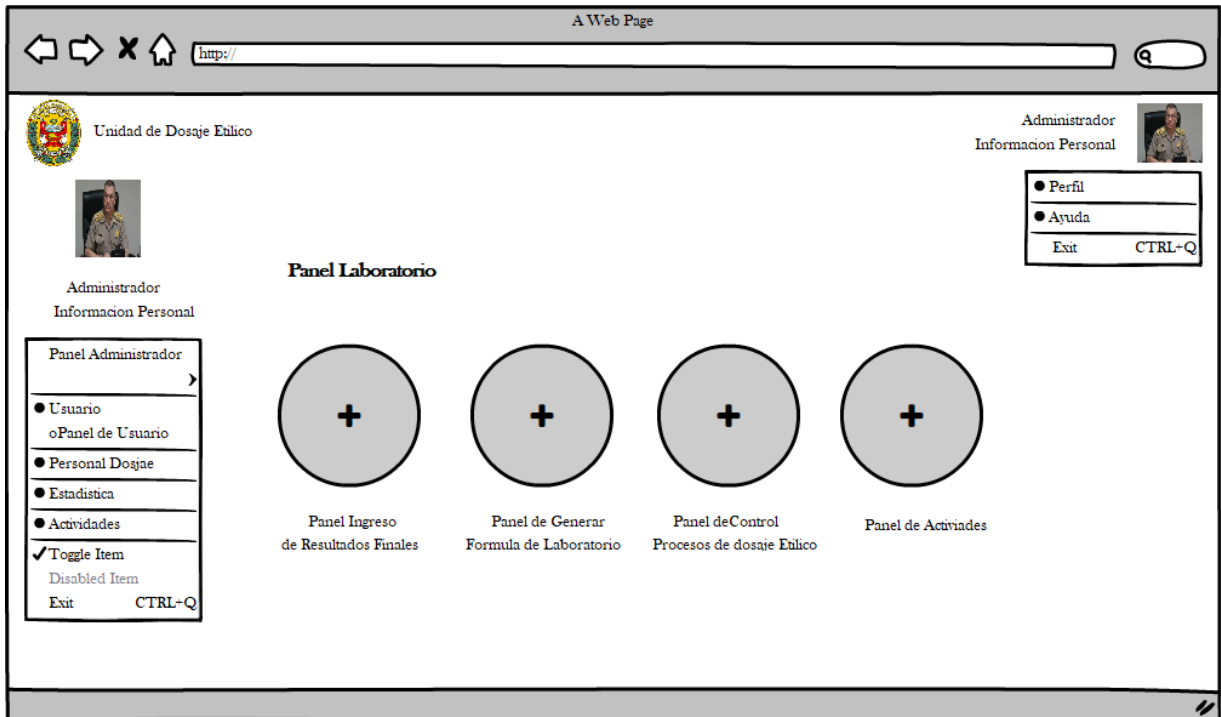 A Web Page
http://
Unidad de Dosaje Etilico
Administrador
Informacion Personal
Perfil
Ayuda
Exit CTRL+Q
Panel Laboratorio
Administrador
Informacion Personal
Panel Administrador
Usuario
oPanel de Usuario
Personal Dosjae
Estadistica
Actividades
Toggle Item
Disabled Item
Exit CTRL+Q
Panel Ingreso
de Resultados Finales
Panel de Generar
Formula de Laboratorio
Panel deControl
Procesos de dosaje Etilico
Panel de Activiades